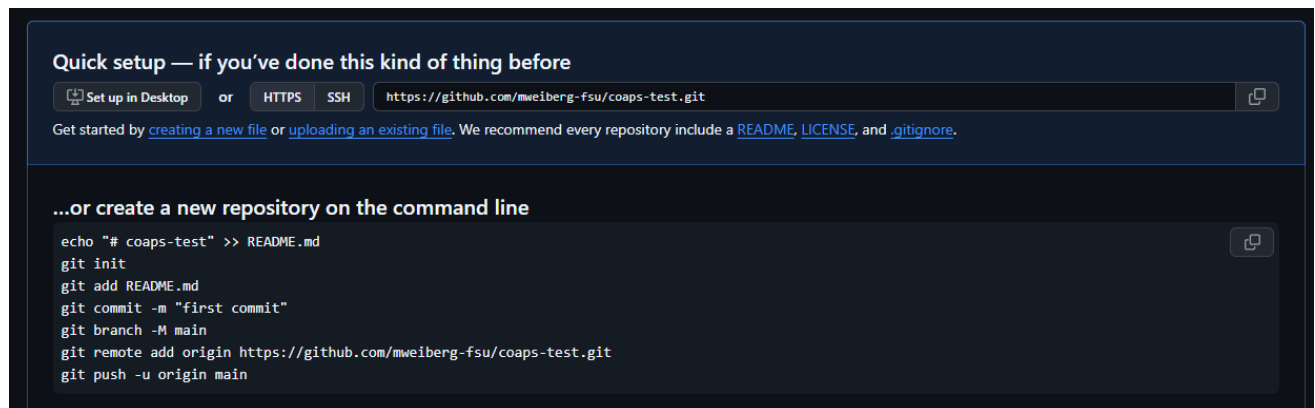 Quick setup — if you've done this kind of thing before
Set up in Desktop or HTTPS SSH https://github.com/mweiberg-fsu/coaps-test.git
Get started by creating a new file or uploading an existing file. We recommend every repository include a README, LICENSE, and .gitignore.
...or create a new repository on the command line
echo "# coaps-test" >> README.md
git init
git add README.md
git commit -m "first commit"
git branch -M main
git remote add origin https://github.com/mweiberg-fsu/coaps-test.git
git push -u origin main